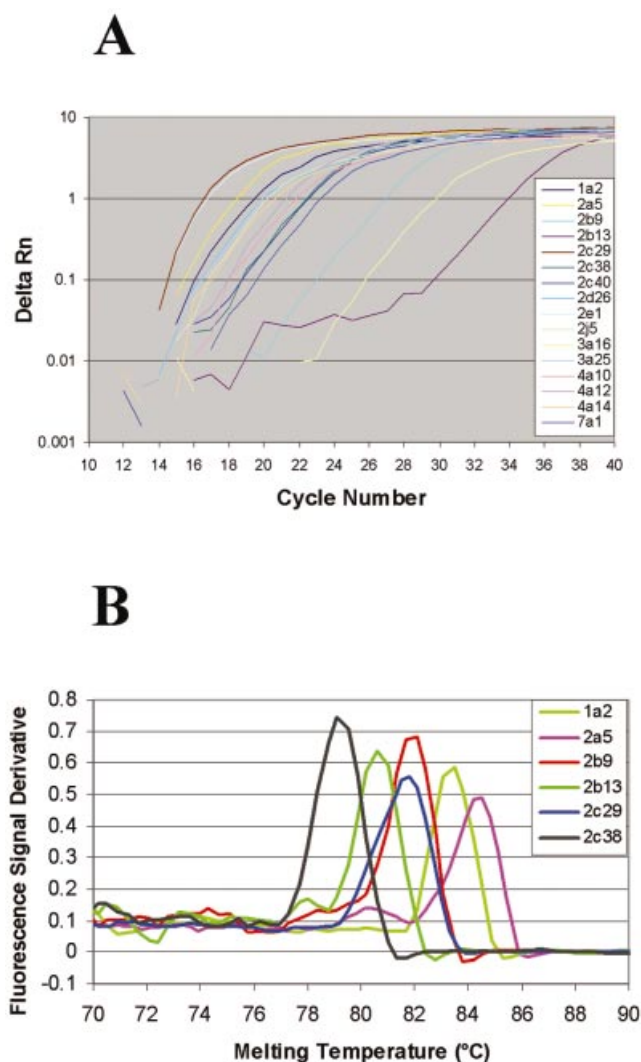 A
Delta Rn
10
1
0.1
0.01
0.001
10 12 14 16 18 20 22 24 26 28 30 32 34 36 38 40
Cycle Number
1a2
2a5
2b9
2b13
2c29
2c38
2c40
2d26
2e1
2j5
3a16
3a25
4a10
4a12
4a14
7a1
B
Fluorescence Signal Derivative
0.8
0.7
0.6
0.5
0.4
0.3
0.2
0.1
0
-0.1
70 72 74 76 78 80 82 84 86 88 90
Melting Temperature (°C)
1a2
2a5
2b9
2b13
2c29
2c38